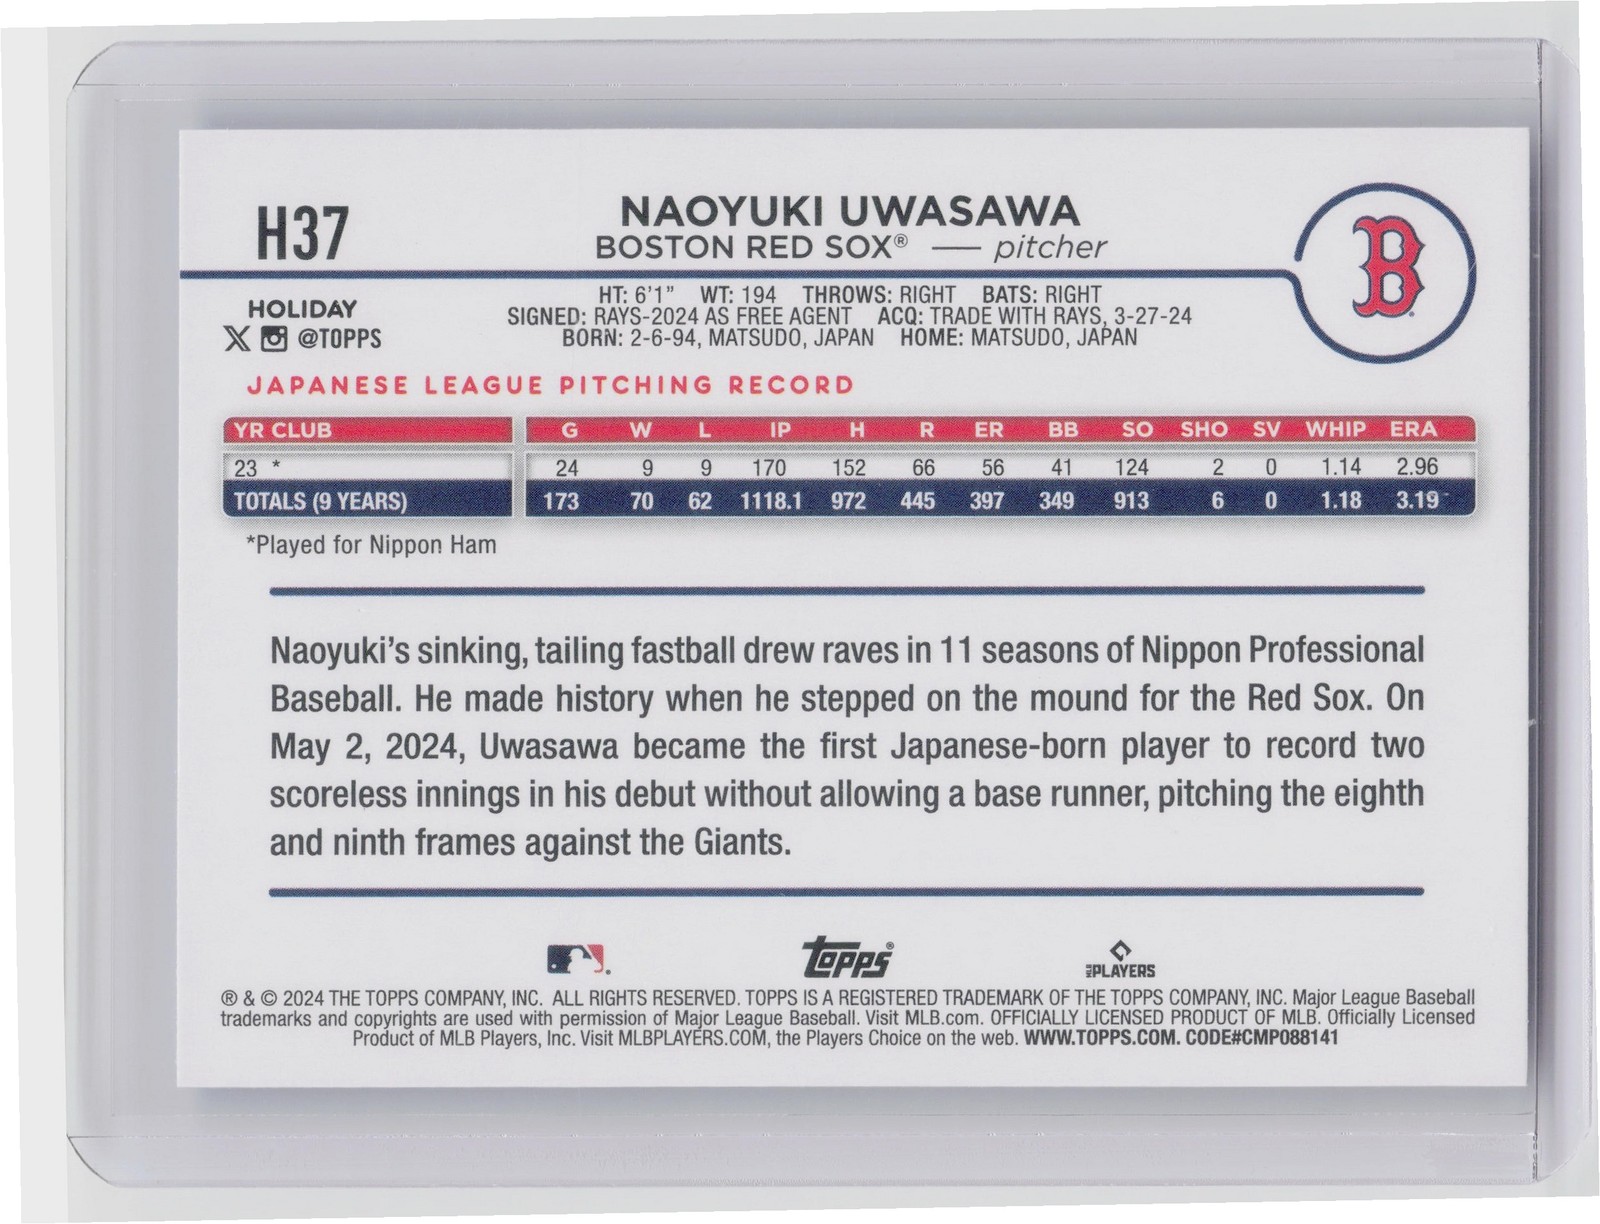 H37
NAOYUKI UWASAWA
BOSTON RED SOX® — pitcher
B
HOLIDAY
@TOPPS
HT: 6'1" WT: 194 THROWS: RIGHT BATS: RIGHT
SIGNED: RAYS-2024 AS FREE AGENT ACQ: TRADE WITH RAYS, 3-27-24
BORN: 2-6-94, MATSUDO, JAPAN HOME: MATSUDO, JAPAN
JAPANESE LEAGUE PITCHING RECORD
YR CLUB G W L IP H R ER BB SO SHO SV WHIP ERA
23 * 24 9 9 170 152 66 56 41 124 2 0 1.14 2.96
TOTALS (9 YEARS) 173 70 62 1118.1 972 445 397 349 913 6 0 1.18 3.19
*Played for Nippon Ham
Naoyuki's sinking, tailing fastball drew raves in 11 seasons of Nippon Professional
Baseball. He made history when he stepped on the mound for the Red Sox. On
May 2, 2024, Uwasawa became the first Japanese-born player to record two
scoreless innings in his debut without allowing a base runner, pitching the eighth
and ninth frames against the Giants.
Topps®
MLB PLAYERS
® & © 2024 THE TOPPS COMPANY, INC. ALL RIGHTS RESERVED. TOPPS IS A REGISTERED TRADEMARK OF THE TOPPS COMPANY, INC. Major League Baseball
trademarks and copyrights are used with permission of Major League Baseball. Visit MLB.com. OFFICIALLY LICENSED PRODUCT OF MLB. Officially Licensed
Product of MLB Players, Inc. Visit MLBPLAYERS.COM, the Players Choice on the web. WWW.TOPPS.COM. CODE#CMP088141